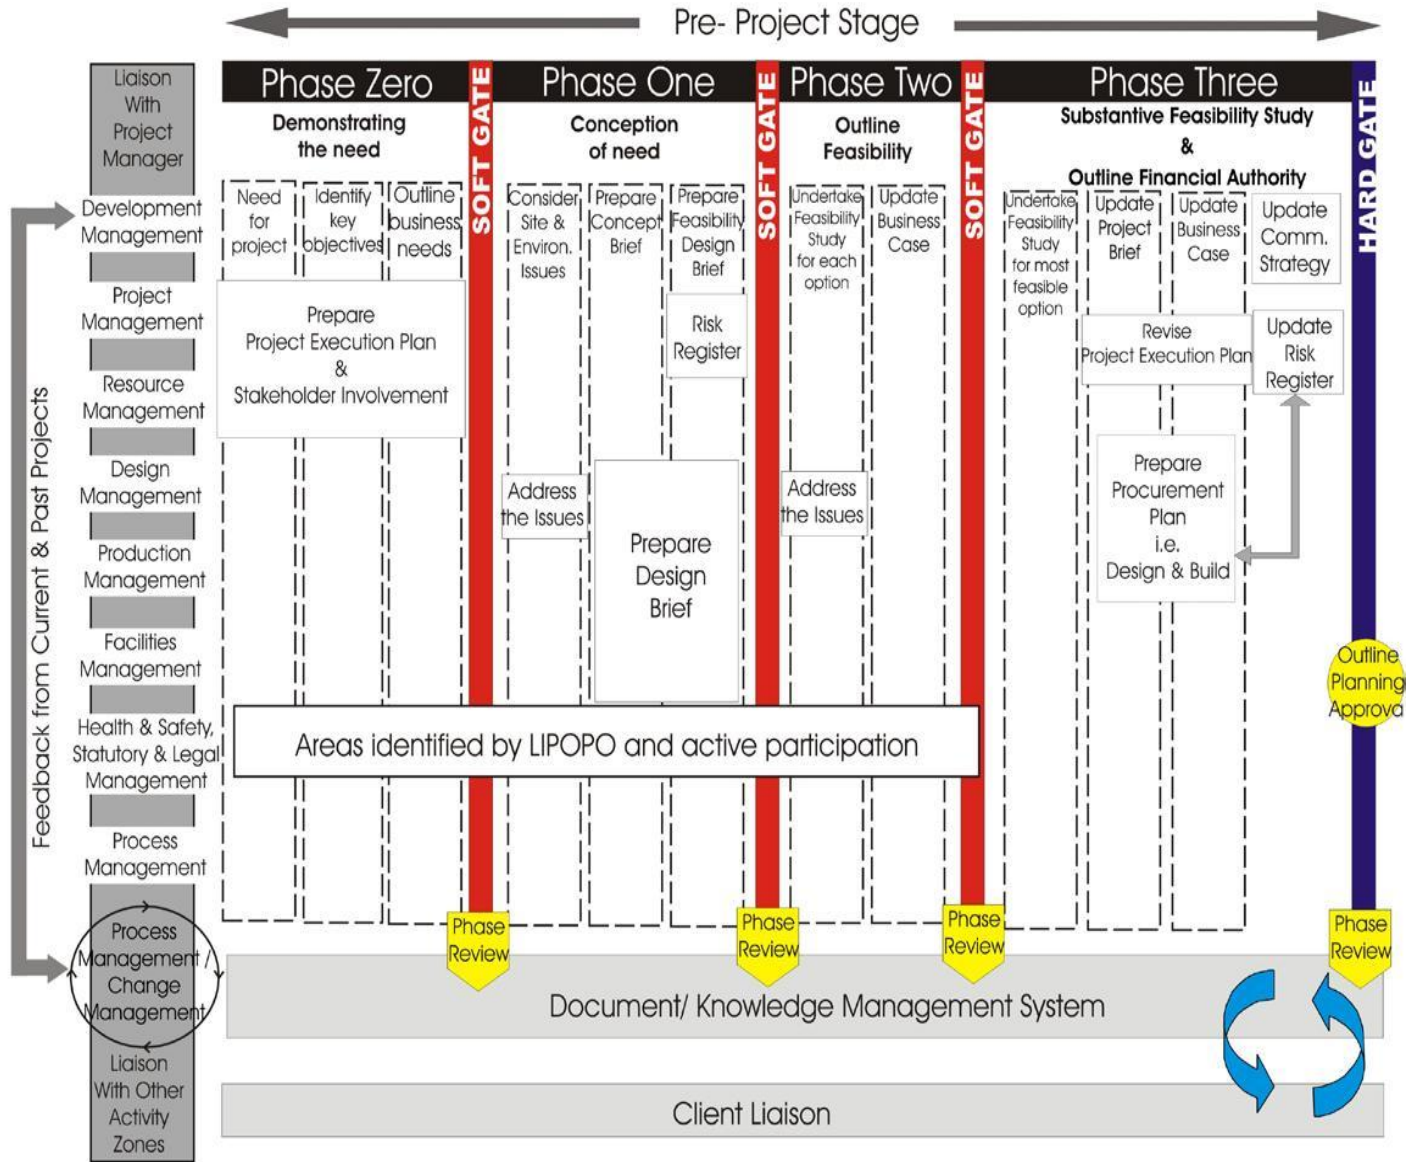 Pre- Project Stage
Liaison
With
Project
Manager
Development
Management
Project
Management
Resource
Management
Design
Management
Production
Management
Facilities
Management
Health & Safety,
Statutory & Legal
Management
Process
Management
Process
Management /
Change
Management
Liaison
With Other
Activity
Zones
Feedback from Current & Past Projects
Phase Zero
Demonstrating
the need
Need
for
project
Identify
key
objectives
Outline
business
needs
Prepare
Project Execution Plan
&
Stakeholder Involvement
SOFT GATE
Phase
Review
Phase One
Conception
of need
Consider
Site &
Environ.
Issues
Prepare
Concept
Brief
Prepare
Feasibility
Design
Brief
Risk
Register
Address
the Issues
Prepare
Design
Brief
SOFT GATE
Phase
Review
Phase Two
Outline
Feasibility
Undertake
Feasibility
Study
for each
option
Update
Business
Case
Address
the Issues
SOFT GATE
Phase
Review
Areas identified by LIPOPO and active participation
Phase Three
Substantive Feasibility Study
&
Outline Financial Authority
Undertake
Feasibility
Study
for most
feasible
option
Update
Project
Brief
Update
Business
Case
Update
Comm.
Strategy
Revise
Project Execution Plan
Update
Risk
Register
Prepare
Procurement
Plan
i.e.
Design & Build
HARD GATE
Outline
Planning
Approva
Phase
Review
Document/ Knowledge Management System
Client Liaison